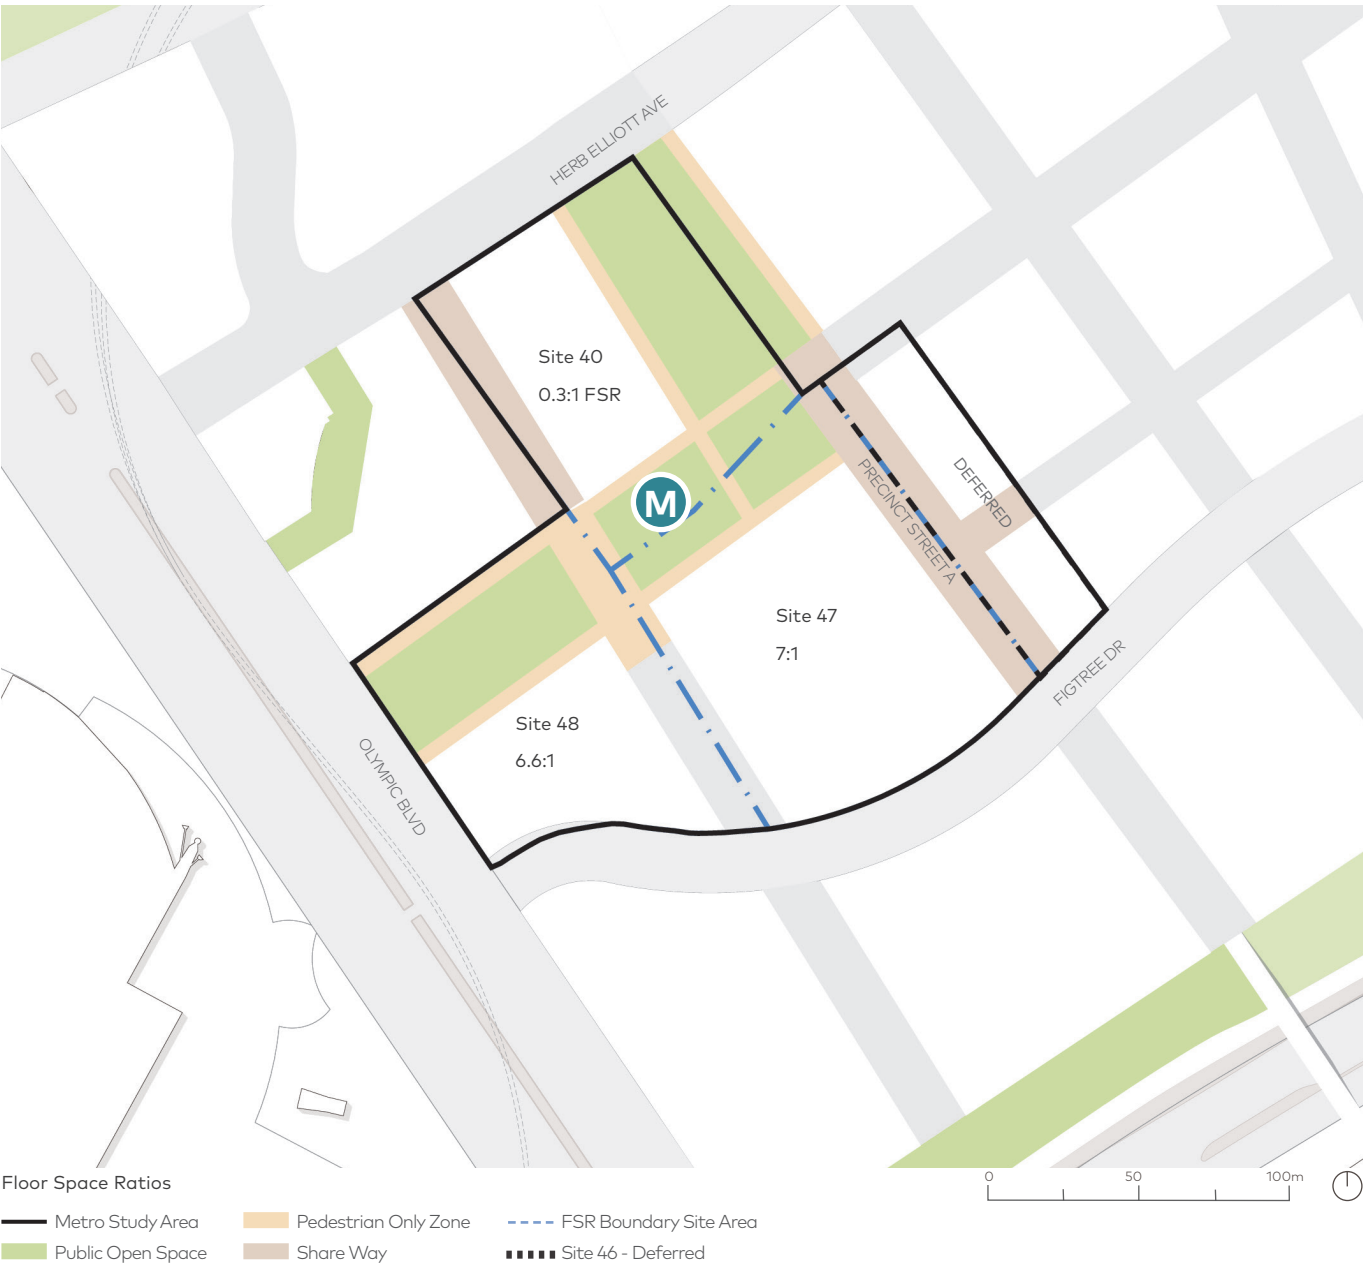 HERB ELLIOTT AVE
Site 40
0.3:1 FSR
M
DEFERRED
PRECINCT STREET A
Site 47
7:1
FIGTREE DR
Site 48
6.6:1
OLYMPIC BLVD
Floor Space Ratios
0 50 100m
Metro Study Area
Pedestrian Only Zone
FSR Boundary Site Area
Public Open Space
Share Way
Site 46 - Deferred